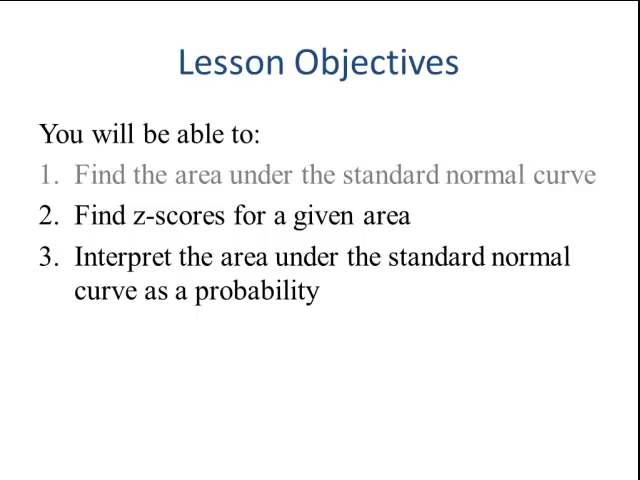 Lesson Objectives
You will be able to:
1. Find the area under the standard normal curve
2. Find z-scores for a given area
3. Interpret the area under the standard normal
curve as a probability